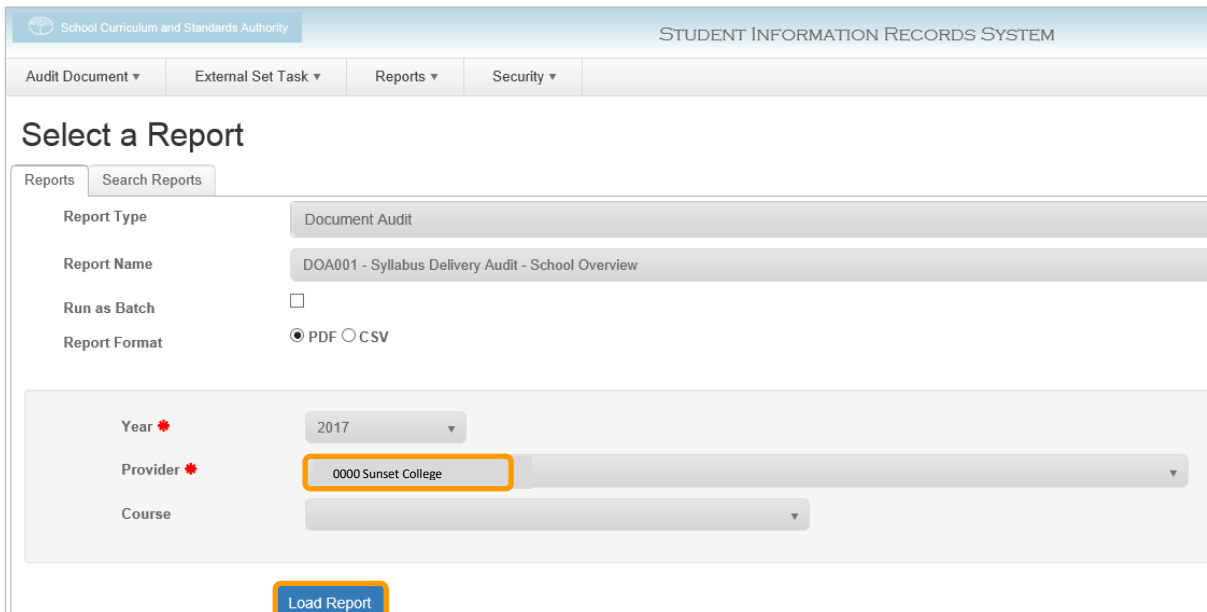 School Curriculum and Standards Authority
STUDENT INFORMATION RECORDS SYSTEM
Audit Document ▾ External Set Task ▾ Reports ▾ Security ▾
Select a Report
Reports Search Reports
Report Type Document Audit
Report Name DOA001 - Syllabus Delivery Audit - School Overview
Run as Batch
Report Format PDF CSV
Year 2017
Provider 0000 Sunset College
Course
Load Report